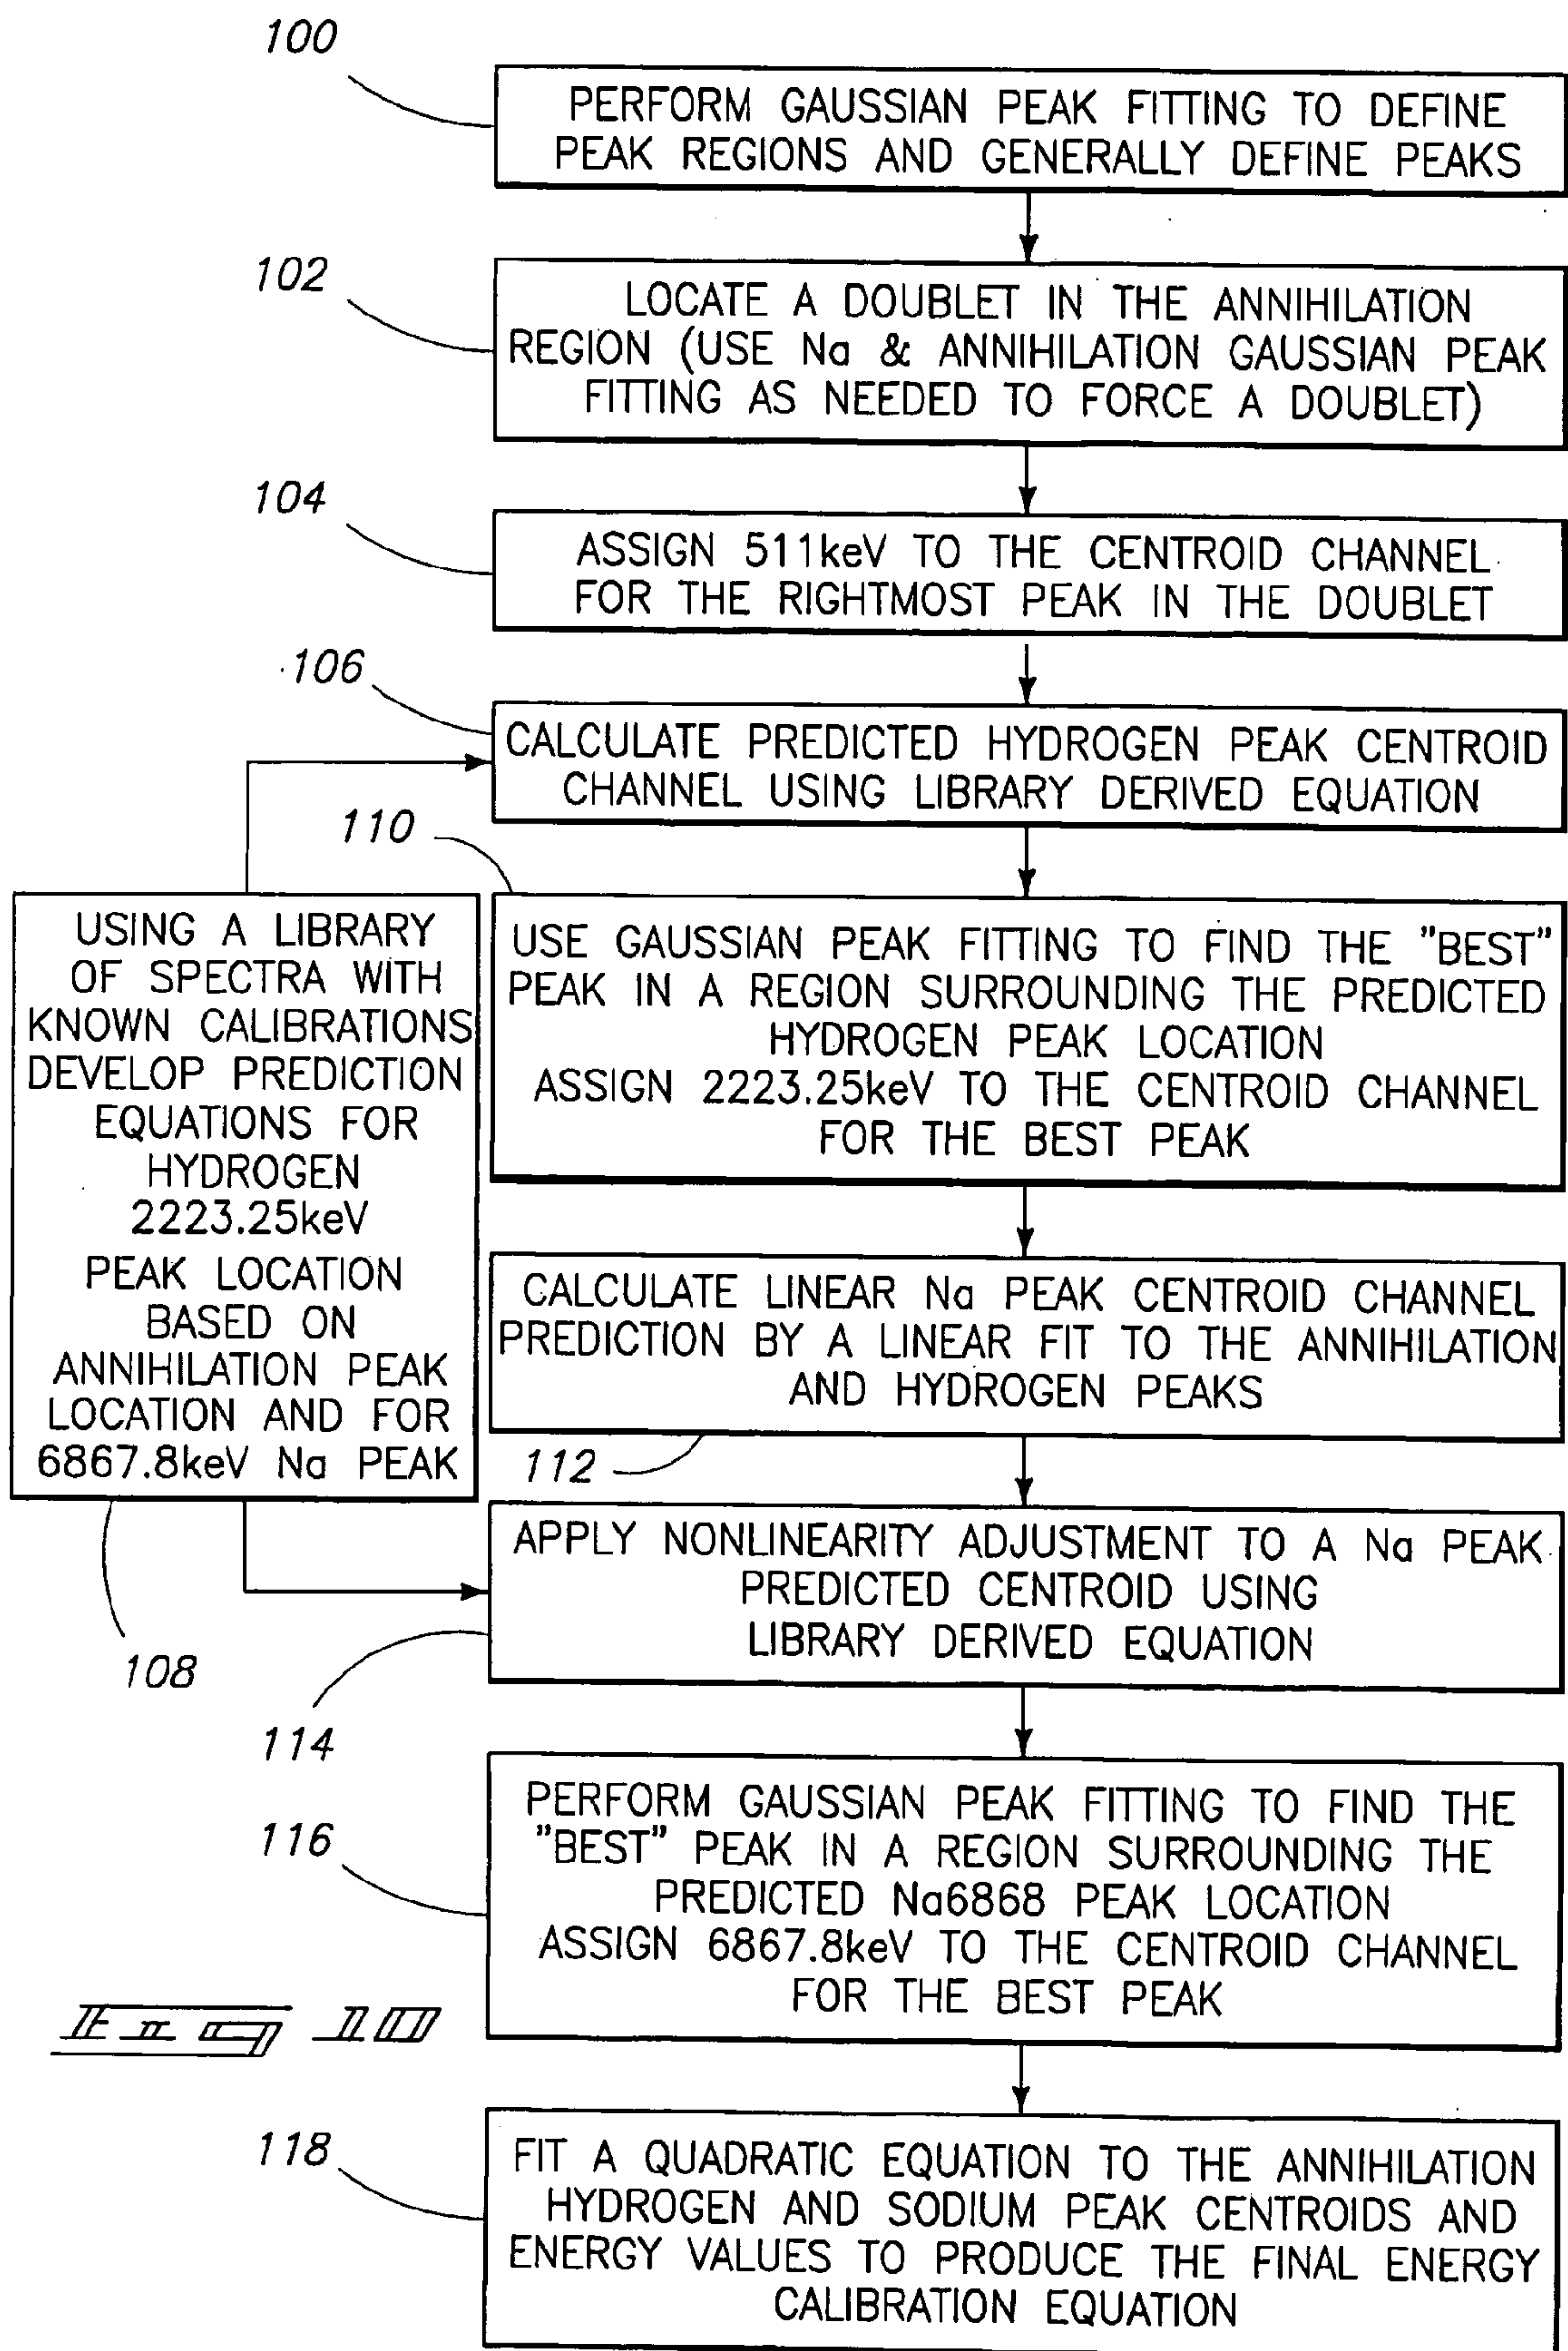 100
PERFORM GAUSSIAN PEAK FITTING TO DEFINE
PEAK REGIONS AND GENERALLY DEFINE PEAKS
102
LOCATE A DOUBLET IN THE ANNIHILATION
REGION (USE Na & ANNIHILATION GAUSSIAN PEAK
FITTING AS NEEDED TO FORCE A DOUBLET)
104
ASSIGN 511keV TO THE CENTROID CHANNEL
FOR THE RIGHTMOST PEAK IN THE DOUBLET
106
CALCULATE PREDICTED HYDROGEN PEAK CENTROID
CHANNEL USING LIBRARY DERIVED EQUATION
110
USING A LIBRARY
OF SPECTRA WITH
KNOWN CALIBRATIONS
DEVELOP PREDICTION
EQUATIONS FOR
HYDROGEN
2223.25keV
PEAK LOCATION
BASED ON
ANNIHILATION PEAK
LOCATION AND FOR
6867.8keV Na PEAK
108
USE GAUSSIAN PEAK FITTING TO FIND THE "BEST"
PEAK IN A REGION SURROUNDING THE PREDICTED
HYDROGEN PEAK LOCATION
ASSIGN 2223.25keV TO THE CENTROID CHANNEL
FOR THE BEST PEAK
CALCULATE LINEAR Na PEAK CENTROID CHANNEL
PREDICTION BY A LINEAR FIT TO THE ANNIHILATION
AND HYDROGEN PEAKS
112
APPLY NONLINEARITY ADJUSTMENT TO A Na PEAK
PREDICTED CENTROID USING
LIBRARY DERIVED EQUATION
114
PERFORM GAUSSIAN PEAK FITTING TO FIND THE
"BEST" PEAK IN A REGION SURROUNDING THE
PREDICTED Na6868 PEAK LOCATION
ASSIGN 6867.8keV TO THE CENTROID CHANNEL
FOR THE BEST PEAK
116
Fig 10
118
FIT A QUADRATIC EQUATION TO THE ANNIHILATION
HYDROGEN AND SODIUM PEAK CENTROIDS AND
ENERGY VALUES TO PRODUCE THE FINAL ENERGY
CALIBRATION EQUATION